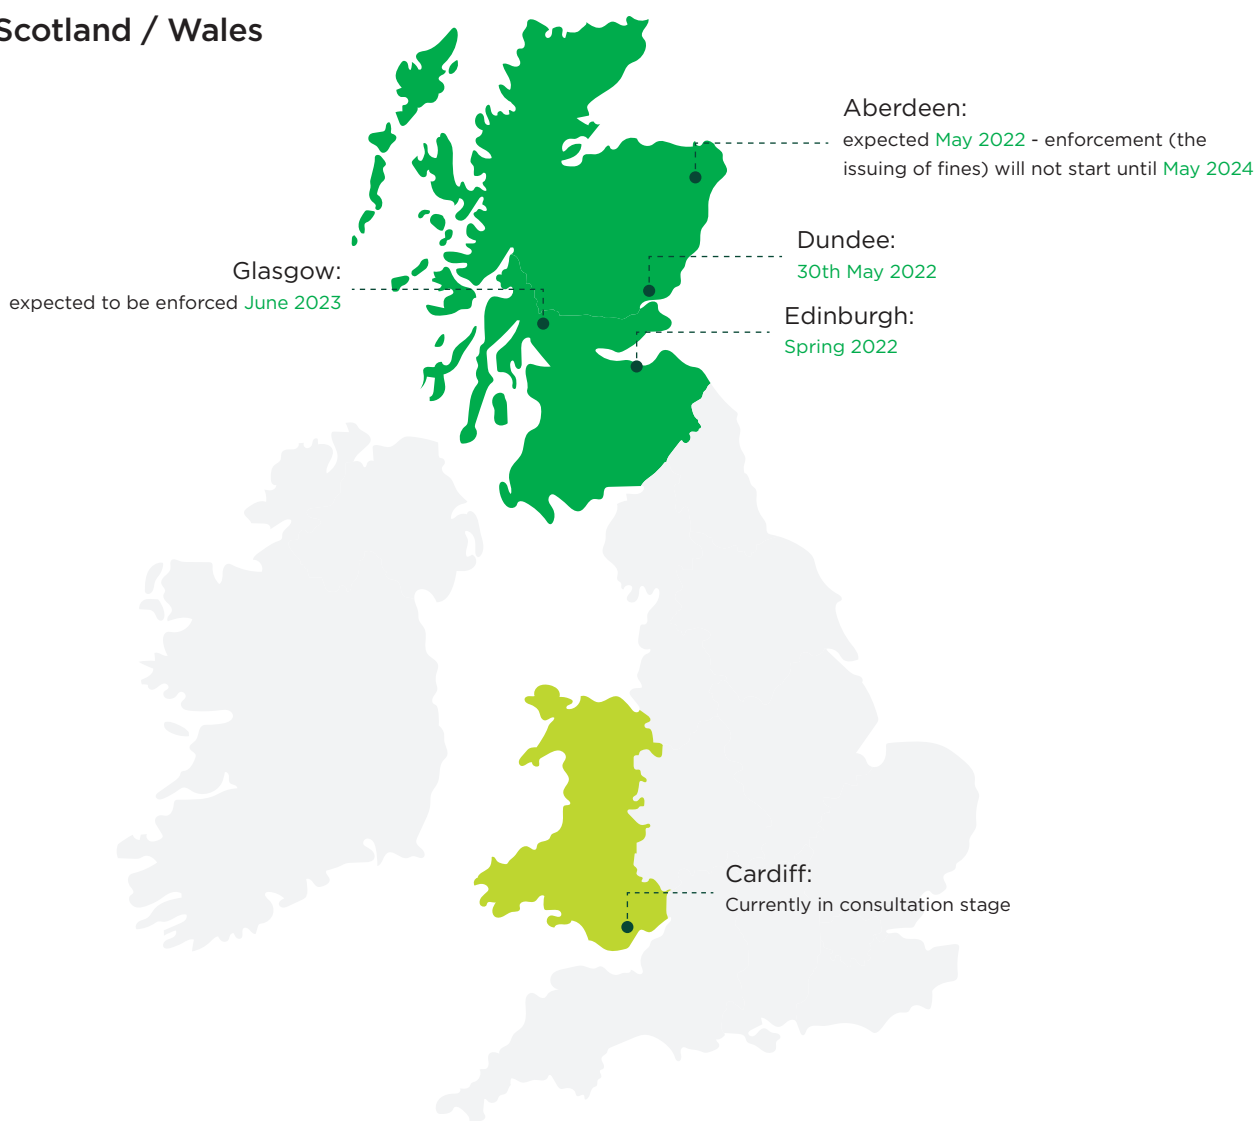 Scotland / Wales
Aberdeen:
expected May 2022 - enforcement (the
issuing of fines) will not start until May 2024
Dundee:
30th May 2022
Glasgow:
expected to be enforced June 2023
Edinburgh:
Spring 2022
Cardiff:
Currently in consultation stage